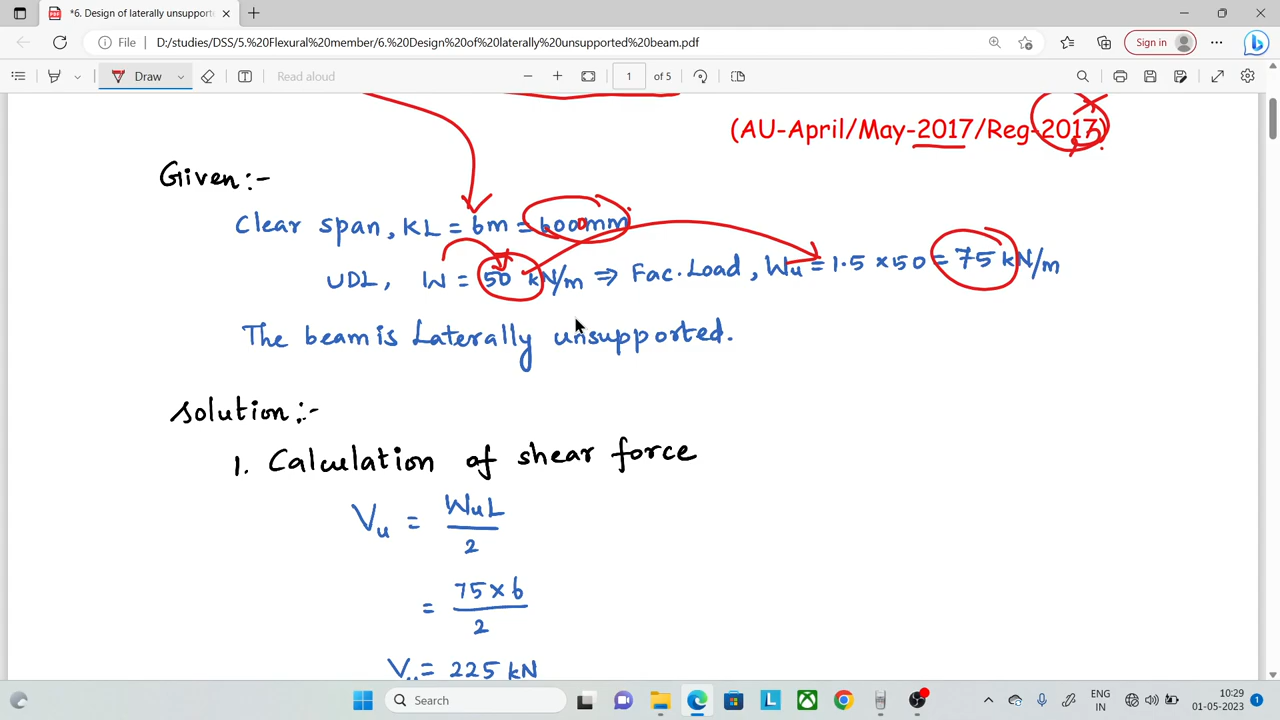 *6. Design of laterally unsupporte
File D:/studies/DSS/5.%20Flexural%20member/6.%20Design%20of%20laterally%20unsupported%20beam.pdf Sign in
Draw Read aloud 1 of 5
(AU-April/May-2017/Reg-2017)
Given:-
Clear span, KL = 6m = 6000mm
UDL, W = 50 kN/m ⇒ Fac. Load, Wu = 1.5 × 50 = 75 kN/m
The beam is Laterally unsupported.
Solution:-
1. Calculation of shear force
Vu = WuL
2
= 75 × 6
2
Vu = 225 kN
Search ENG 10:29
IN 01-05-2023